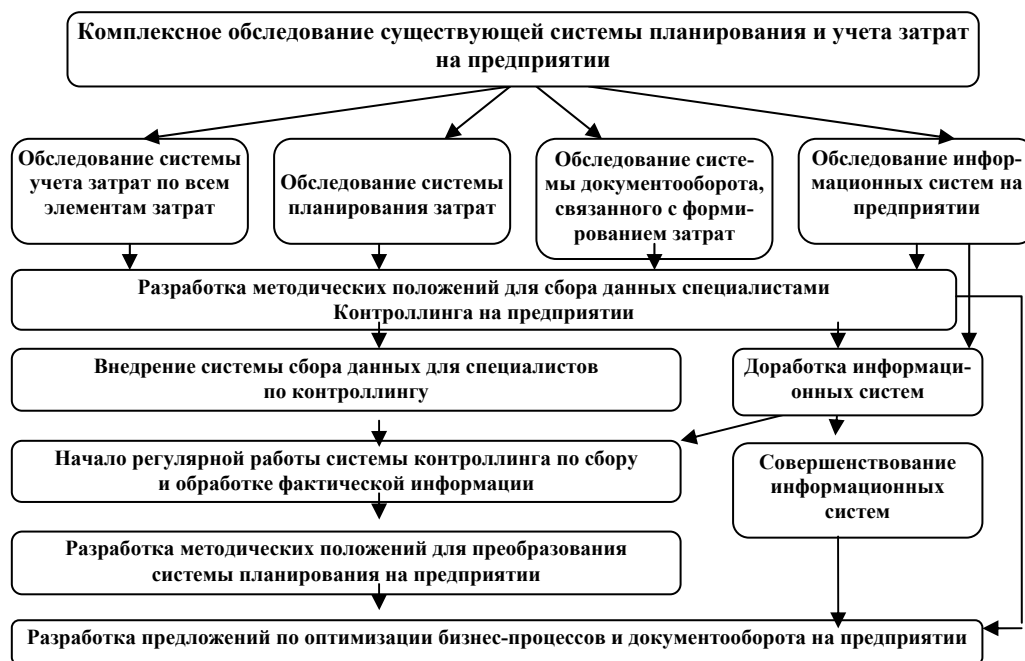 Комплексное обследование существующей системы планирования и учета затрат
на предприятии
Обследование системы
учета затрат по всем
элементам затрат
Обследование системы
планирования затрат
Обследование систе-
мы документооборота,
связанного с форми-
рованием затрат
Обследование инфор-
мационных систем на
предприятии
Разработка методических положений для сбора данных специалистами
Контроллинга на предприятии
Внедрение системы сбора данных для специалистов
по контроллингу
Доработка информаци-
онных систем
Начало регулярной работы системы контроллинга по сбору
и обработке фактической информации
Совершенствование
информационных
систем
Разработка методических положений для преобразования
системы планирования на предприятии
Разработка предложений по оптимизации бизнес-процессов и документооборота на предприятии